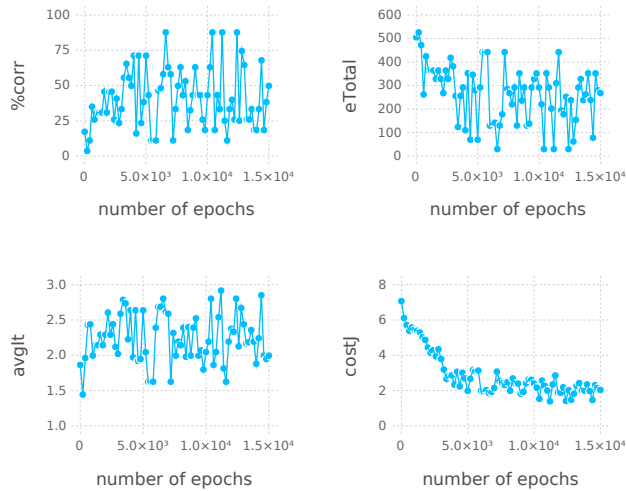 100
75
50
25
0
%corr
0 5.0×10³ 1.0×10⁴ 1.5×10⁴
number of epochs
600
500
400
300
200
100
0
eTotal
0 5.0×10³ 1.0×10⁴ 1.5×10⁴
number of epochs
3.0
2.5
2.0
1.5
1.0
avgIt
0 5.0×10³ 1.0×10⁴ 1.5×10⁴
number of epochs
8
6
4
2
0
costJ
0 5.0×10³ 1.0×10⁴ 1.5×10⁴
number of epochs